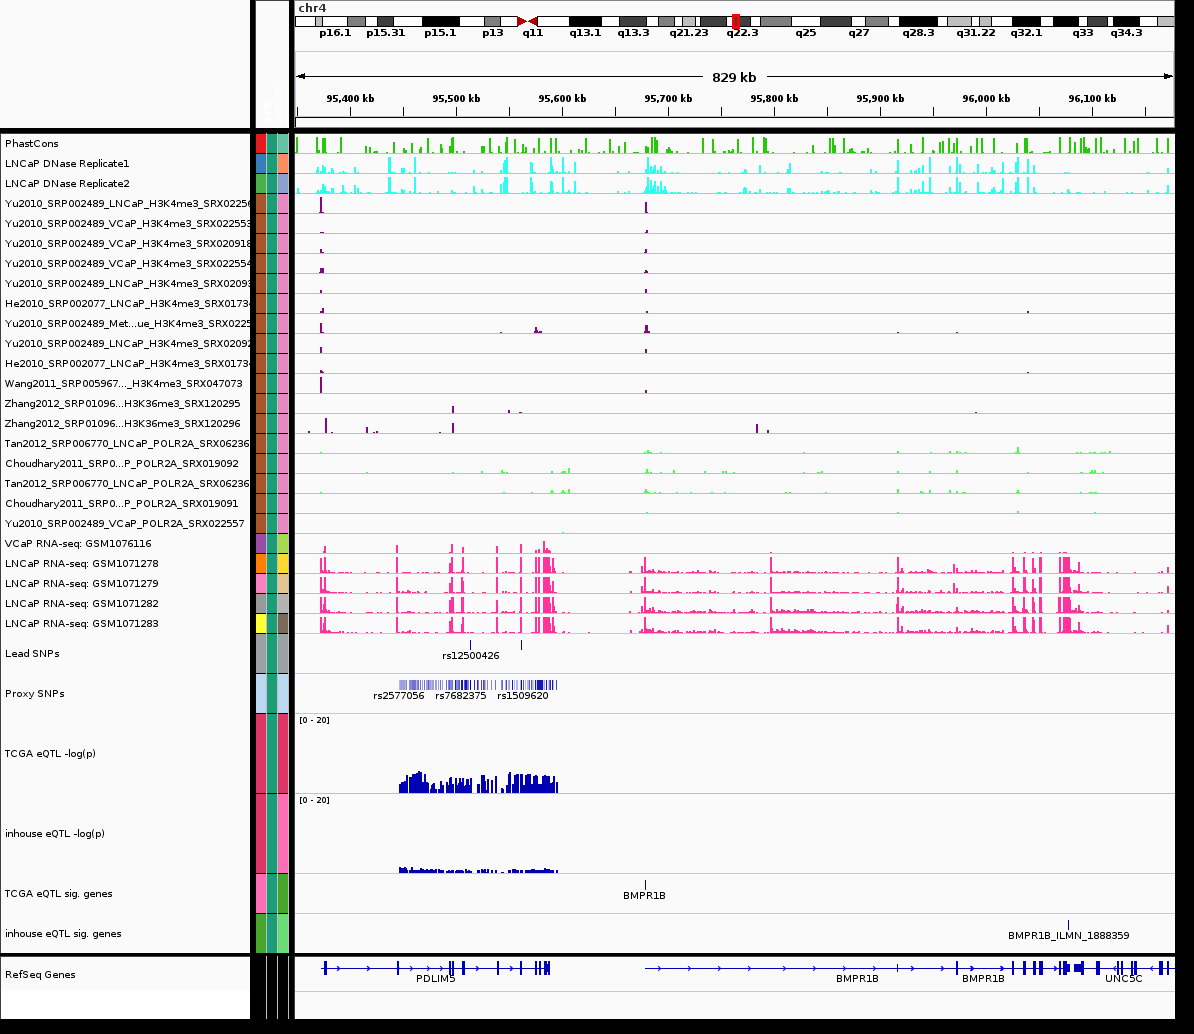 chr4
p16.1 p15.31 p15.1 p13 q11 q13.1 q13.3 q21.23 q22.3 q25 q27 q28.3 q31.22 q32.1 q33 q34.3
829 kb
95,400 kb 95,500 kb 95,600 kb 95,700 kb 95,800 kb 95,900 kb 96,000 kb 96,100 kb
PhastCons
LNCaP DNase Replicate1
LNCaP DNase Replicate2
Yu2010_SRP002489_LNCaP_H3K4me3_SRX02256
Yu2010_SRP002489_VCaP_H3K4me3_SRX022553
Yu2010_SRP002489_VCaP_H3K4me3_SRX020918
Yu2010_SRP002489_VCaP_H3K4me3_SRX022554
Yu2010_SRP002489_LNCaP_H3K4me3_SRX02093
He2010_SRP002077_LNCaP_H3K4me3_SRX01734
Yu2010_SRP002489_Met...ue_H3K4me3_SRX0225
Yu2010_SRP002489_LNCaP_H3K4me3_SRX02092
He2010_SRP002077_LNCaP_H3K4me3_SRX01734
Wang2011_SRP005967..._H3K4me3_SRX047073
Zhang2012_SRP01096...H3K36me3_SRX120295
Zhang2012_SRP01096...H3K36me3_SRX120296
Tan2012_SRP006770_LNCaP_POLR2A_SRX06236
Choudhary2011_SRP0...P_POLR2A_SRX019092
Tan2012_SRP006770_LNCaP_POLR2A_SRX06236
Choudhary2011_SRP0...P_POLR2A_SRX019091
Yu2010_SRP002489_VCaP_POLR2A_SRX022557
VCaP RNA-seq: GSM1076116
LNCaP RNA-seq: GSM1071278
LNCaP RNA-seq: GSM1071279
LNCaP RNA-seq: GSM1071282
LNCaP RNA-seq: GSM1071283
Lead SNPs
rs12500426
Proxy SNPs
rs2577056 rs7682375 rs1509620
[0 - 20]
TCGA eQTL -log(p)
[0 - 20]
inhouse eQTL -log(p)
TCGA eQTL sig. genes
BMPR1B
inhouse eQTL sig. genes
BMPR1B_ILMN_1888359
RefSeq Genes
PDLIM5 BMPR1B BMPR1B UNC5C